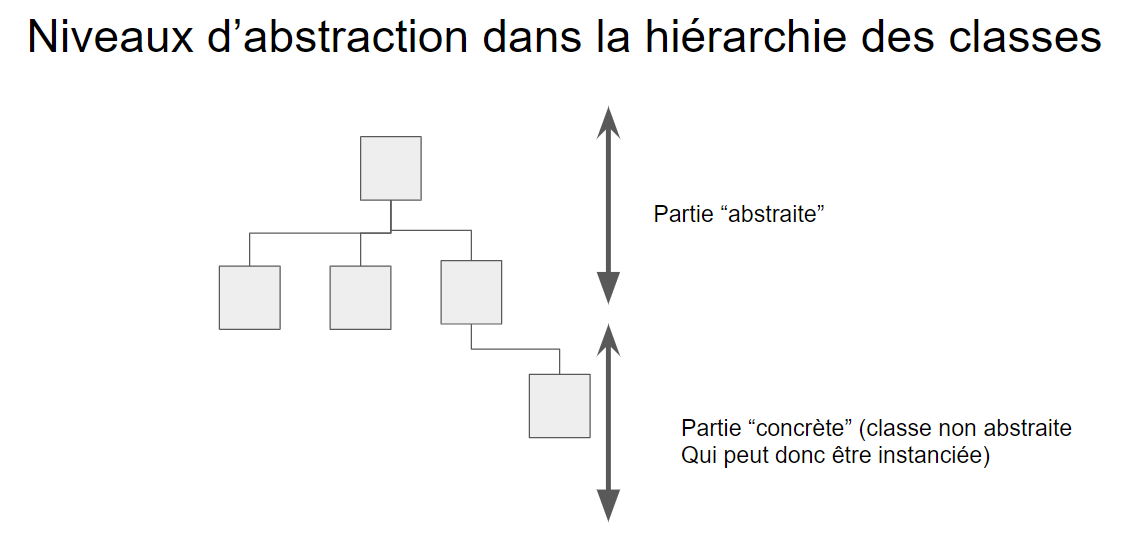 Niveaux d’abstraction dans la hiérarchie des classes
Partie “abstraite”
Partie “concrète” (classe non abstraite
Qui peut donc être instanciée)